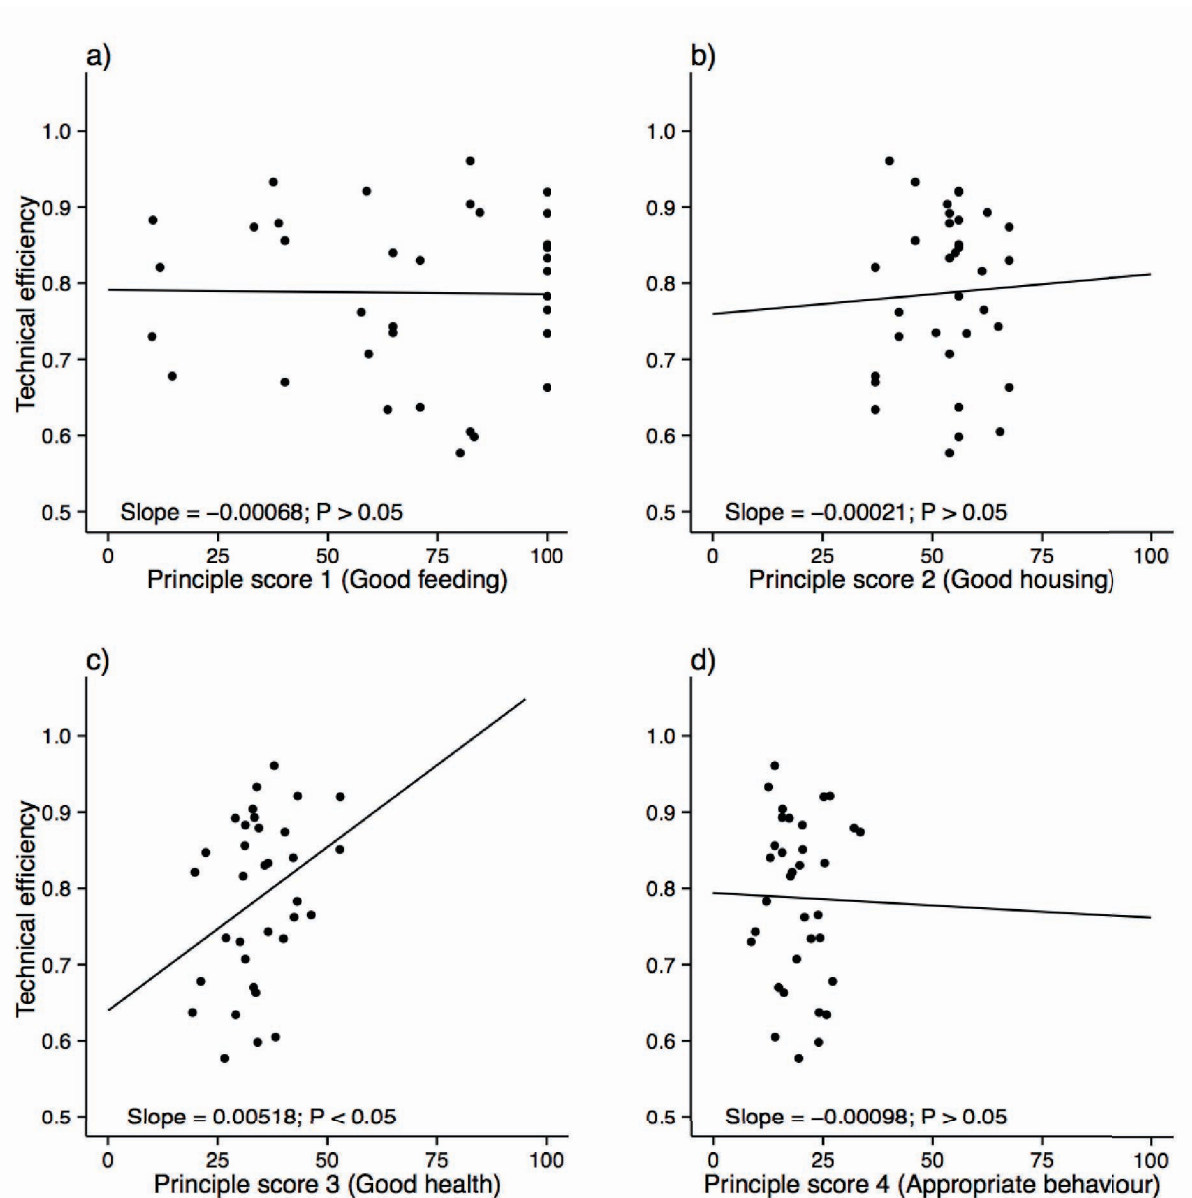 a)
Technical efficiency
1.0
0.9
0.8
0.7
0.6
0.5
Slope = −0.00068; P > 0.05
0 25 50 75 100
Principle score 1 (Good feeding)
b)
1.0
0.9
0.8
0.7
0.6
0.5
Slope = −0.00021; P > 0.05
0 25 50 75 100
Principle score 2 (Good housing)
c)
Technical efficiency
1.0
0.9
0.8
0.7
0.6
0.5
Slope = 0.00518; P < 0.05
0 25 50 75 100
Principle score 3 (Good health)
d)
1.0
0.9
0.8
0.7
0.6
0.5
Slope = −0.00098; P > 0.05
0 25 50 75 100
Principle score 4 (Appropriate behaviour)